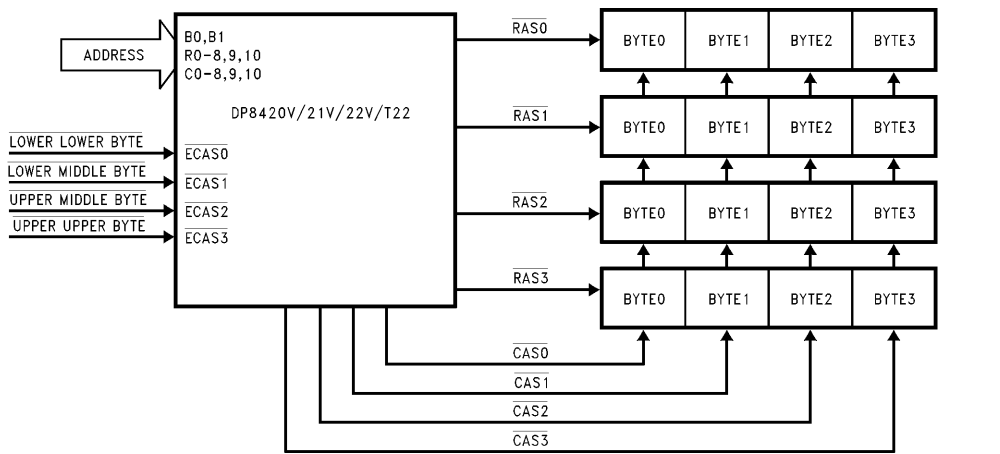 ADDRESS
B0,B1
R0-8,9,10
C0-8,9,10
DP8420V/21V/22V/T22
LOWER LOWER BYTE
ECAS0
LOWER MIDDLE BYTE
ECAS1
UPPER MIDDLE BYTE
ECAS2
UPPER UPPER BYTE
ECAS3
RAS0
BYTE0 BYTE1 BYTE2 BYTE3
RAS1
BYTE0 BYTE1 BYTE2 BYTE3
RAS2
BYTE0 BYTE1 BYTE2 BYTE3
RAS3
BYTE0 BYTE1 BYTE2 BYTE3
CAS0
CAS1
CAS2
CAS3